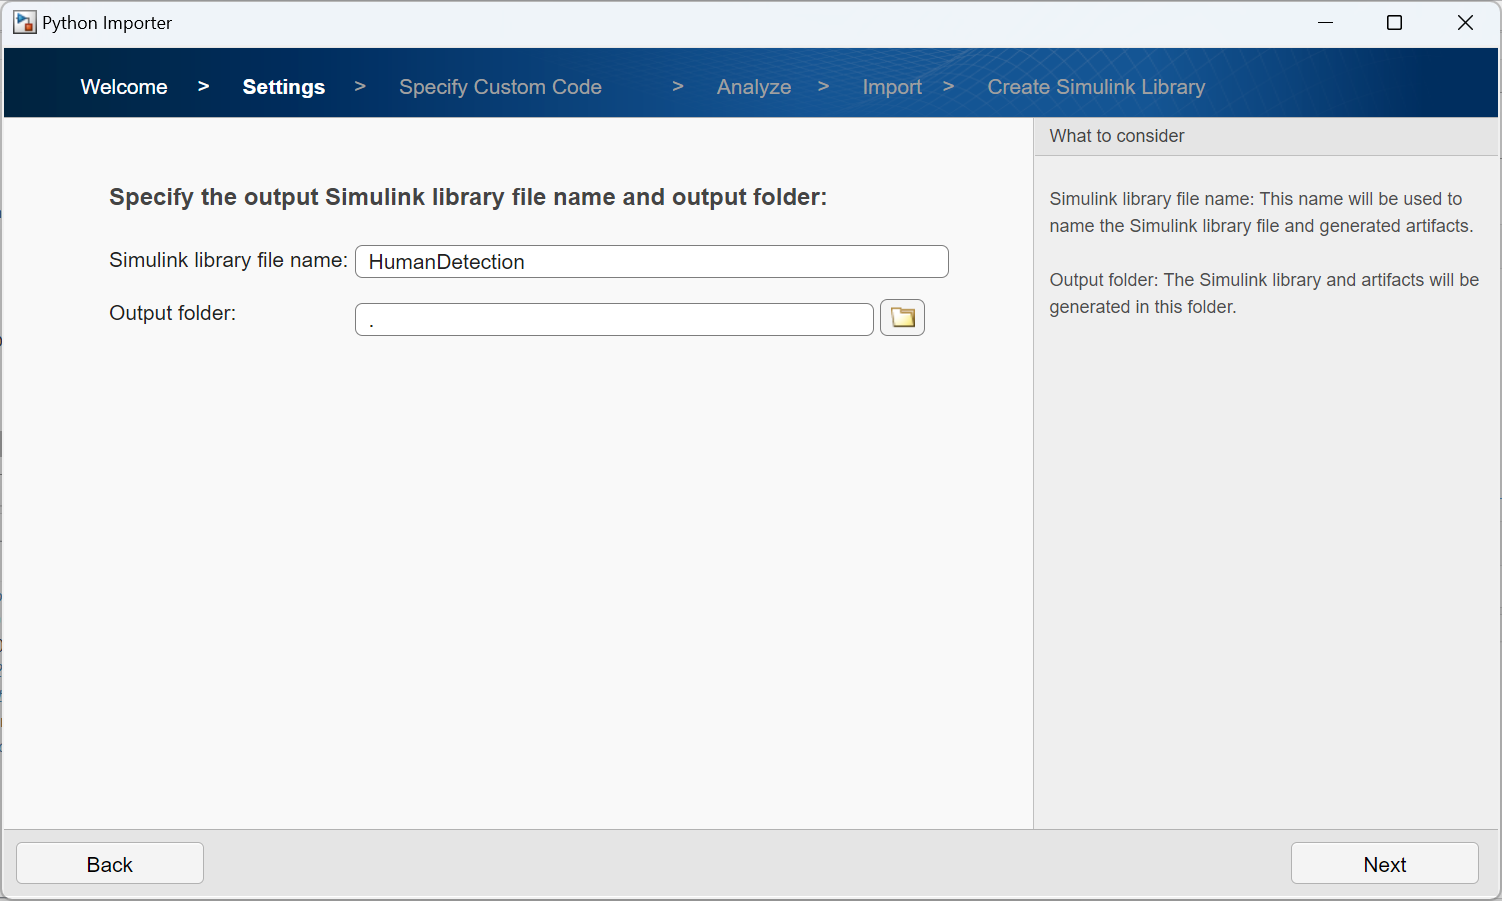 Python Importer
Welcome > Settings > Specify Custom Code > Analyze > Import > Create Simulink Library
What to consider
Specify the output Simulink library file name and output folder:
Simulink library file name: HumanDetection
Output folder: .
Simulink library file name: This name will be used to
name the Simulink library file and generated artifacts.
Output folder: The Simulink library and artifacts will be
generated in this folder.
Back
Next